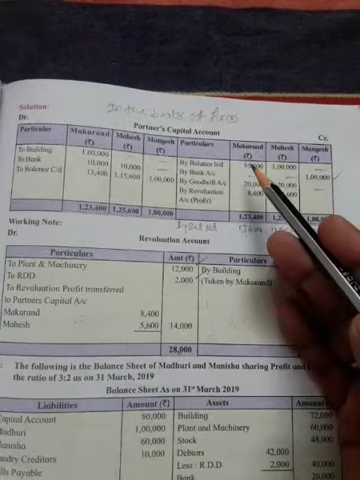 Solution:
In the books of firm
Dr. Partner's Capital Account Cr.
Particular Makarand (₹) Mahesh (₹) Mangesh (₹) Particular Makarand (₹) Mahesh (₹) Mangesh (₹)
To Building 1,00,000 — — By Balance b/d 1,00,000 —
To Bank 10,000 10,000 — By Bank A/c — — 1,00,000
To Balance C/d 13,400 1,15,600 1,00,000 By Goodwill A/c 20,000
By Revaluation 8,400
A/c (Profit)
1,23,400 1,25,600 1,00,000 1,23,400
Working Note:
Dr. Revaluation Account
Particulars Amt (₹) Particulars
To Plant & Machinery 12,000 By Building
To RDD 2,000 (Taken by Makarand)
To Revaluation Profit transferred
to Partners Capital A/c
Makarand 8,400
Mahesh 5,600 14,000
28,000
The following is the Balance Sheet of Madhuri and Manisha sharing Profit and
the ratio of 3:2 as on 31 March, 2019
Balance Sheet As on 31st March 2019
Liabilities Amount (₹) Assets Amount
Capital Account Building 72,000
Madhuri 80,000 Plant and Machinery 60,000
Manisha 1,00,000 Stock 48,000
Sundry Creditors 60,000 Debtors 42,000
Bills Payable 10,000 Less : R.D.D. 2,000 40,000
Bank 20,000